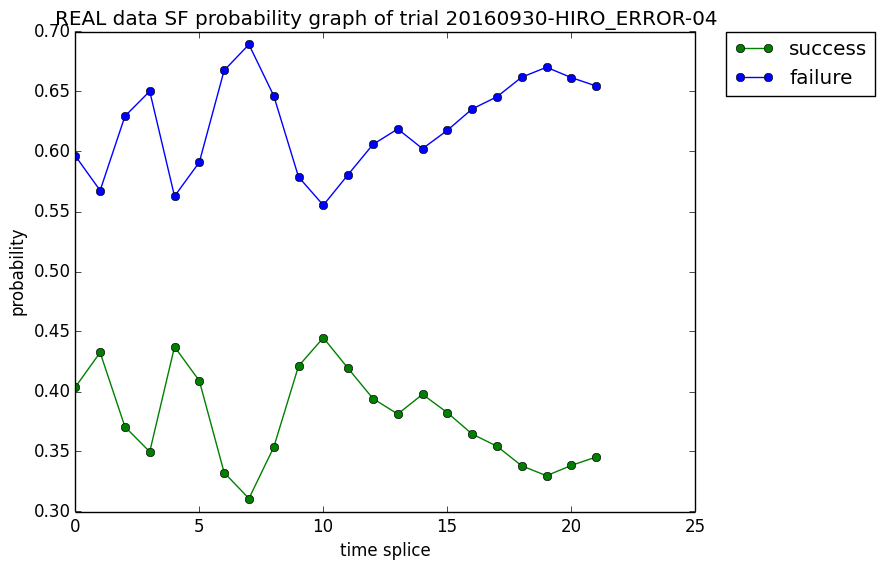 REAL data SF probability graph of trial 20160930-HIRO_ERROR-04
success
failure
0.70
0.65
0.60
0.55
0.50
0.45
0.40
0.35
0.30
probability
0 5 10 15 20 25
time splice